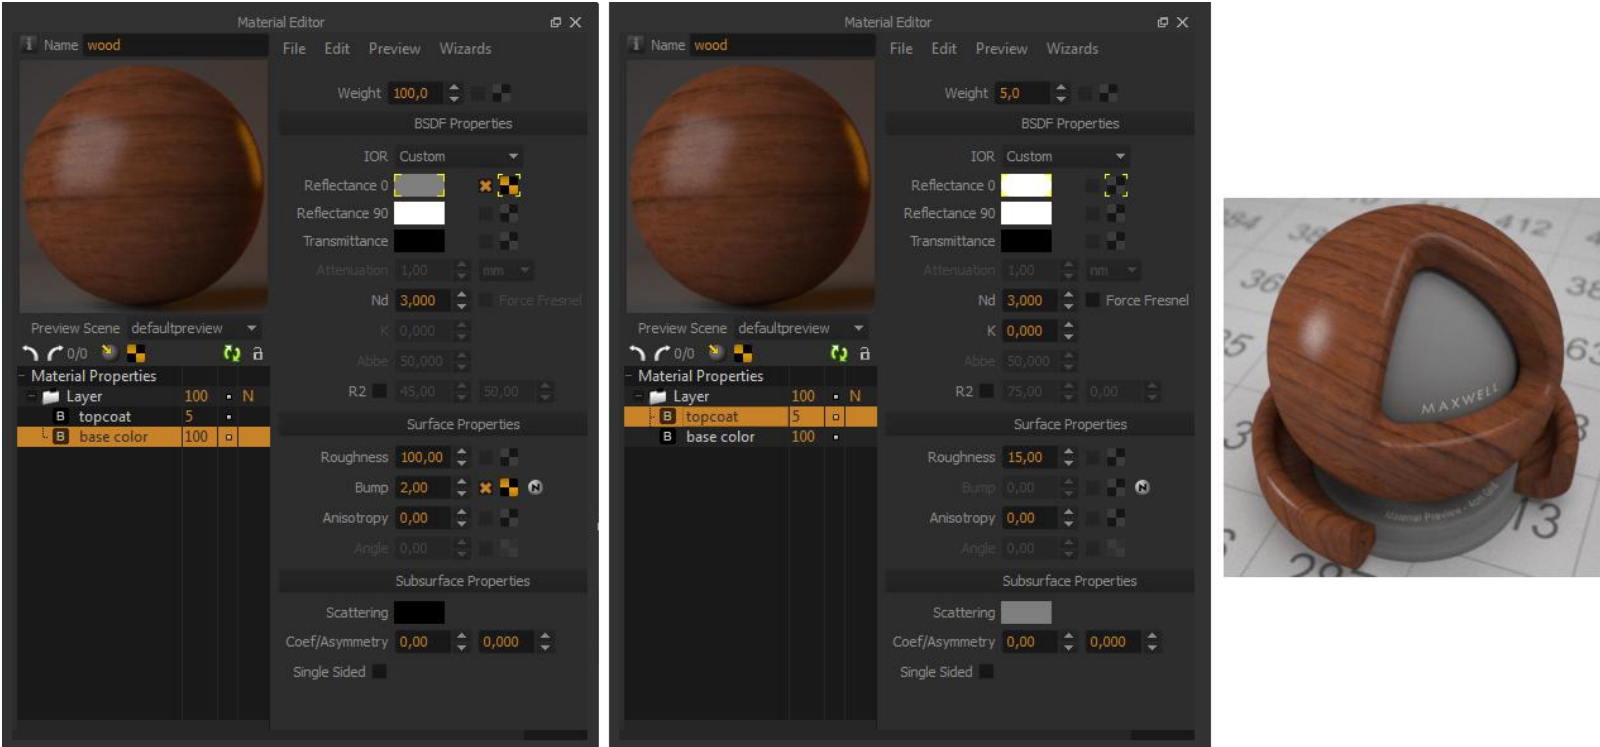 Material Editor
Name wood
File Edit Preview Wizards
Weight 100,0
BSDF Properties
IOR Custom
Reflectance 0
Reflectance 90
Transmittance
Attenuation 1,00 mm
Nd 3,000 Force Fresnel
K 0,000
Abbe 50,000
R2 45,00 50,00
Surface Properties
Roughness 100,00
Bump 2,00 N
Anisotropy 0,00
Angle 0,00
Subsurface Properties
Scattering
Coef/Asymmetry 0,00 0,000
Single Sided
Preview Scene defaultpreview
0/0
Material Properties
Layer 100 N
B topcoat 5
B base color 100
Material Editor
Name wood
File Edit Preview Wizards
Weight 5,0
BSDF Properties
IOR Custom
Reflectance 0
Reflectance 90
Transmittance
Attenuation 1,00 nm
Nd 3,000 Force Fresnel
K 0,000
Abbe 50,000
R2 75,00 0,00
Surface Properties
Roughness 15,00
Bump 0,00 N
Anisotropy 0,00
Angle 0,00
Subsurface Properties
Scattering
Coef/Asymmetry 0,00 0,000
Single Sided
Preview Scene defaultpreview
0/0
Material Properties
Layer 100 N
B topcoat 5
B base color 100
412
36
38
25
63
MAXWELL
3
8
13